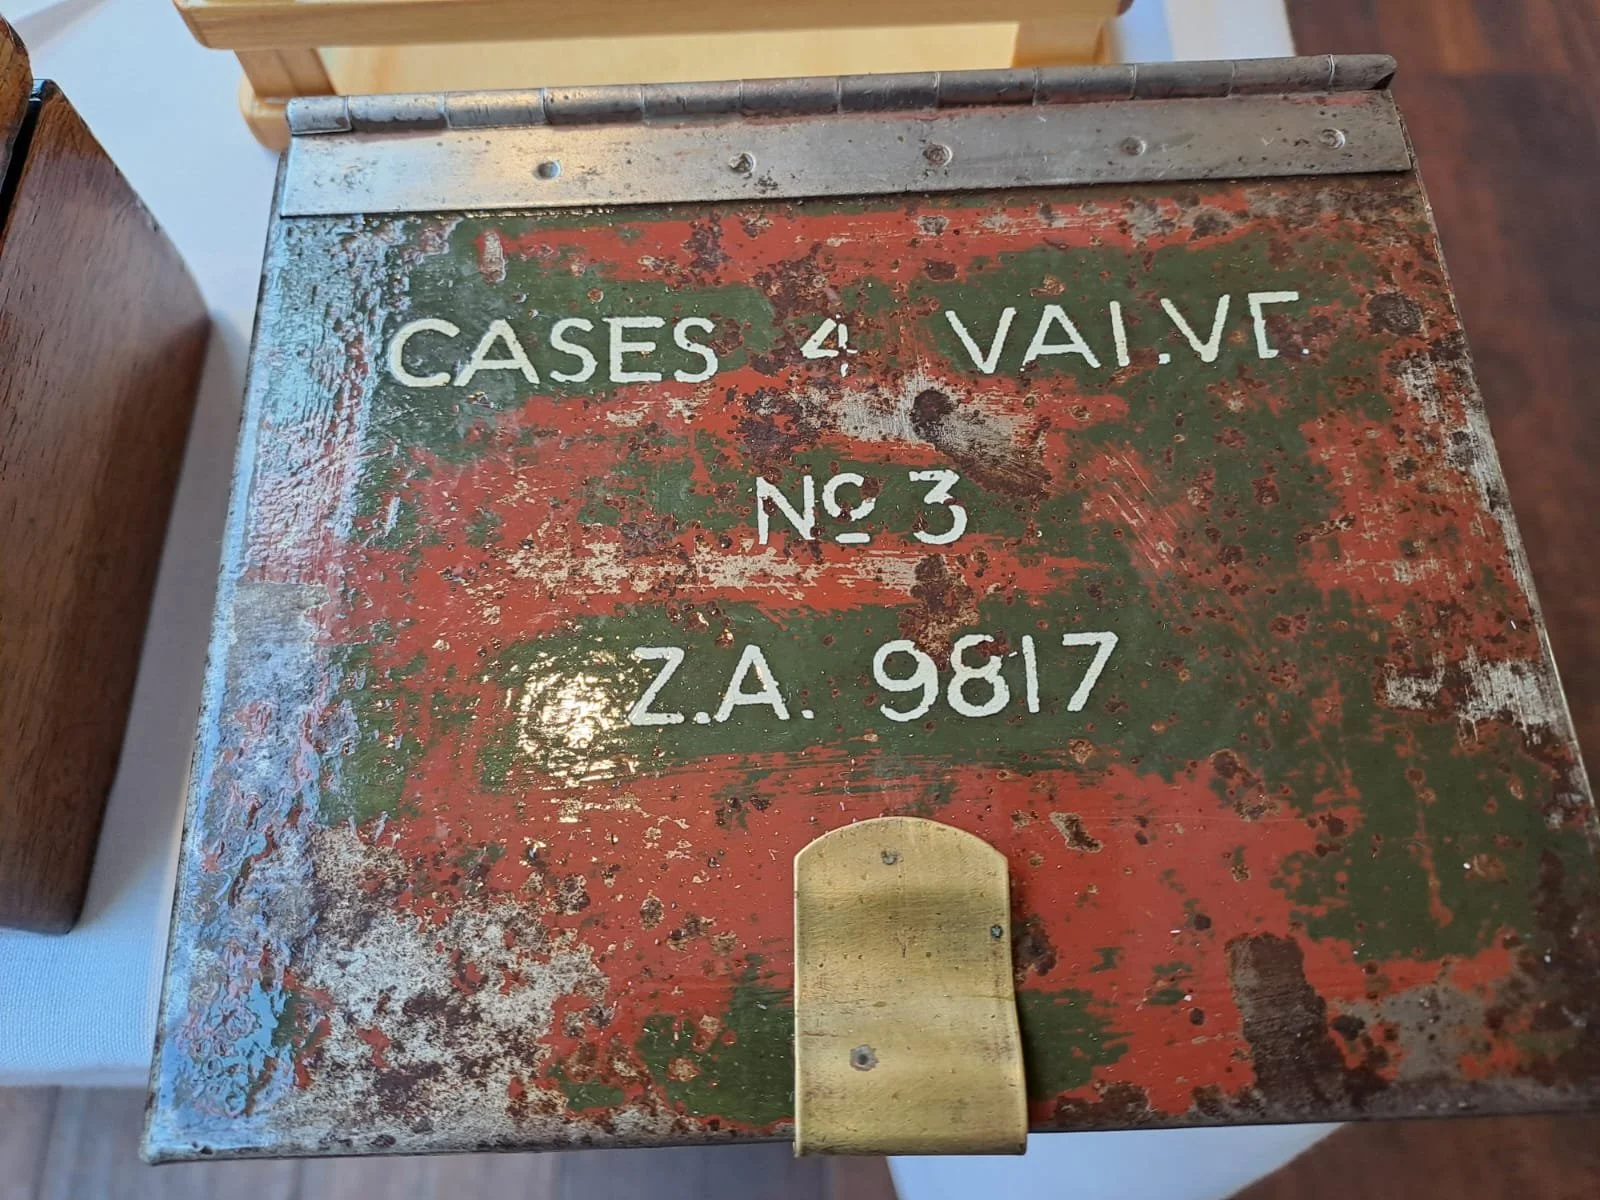 CASES 4 VALVE
Nº 3
Z.A. 9817